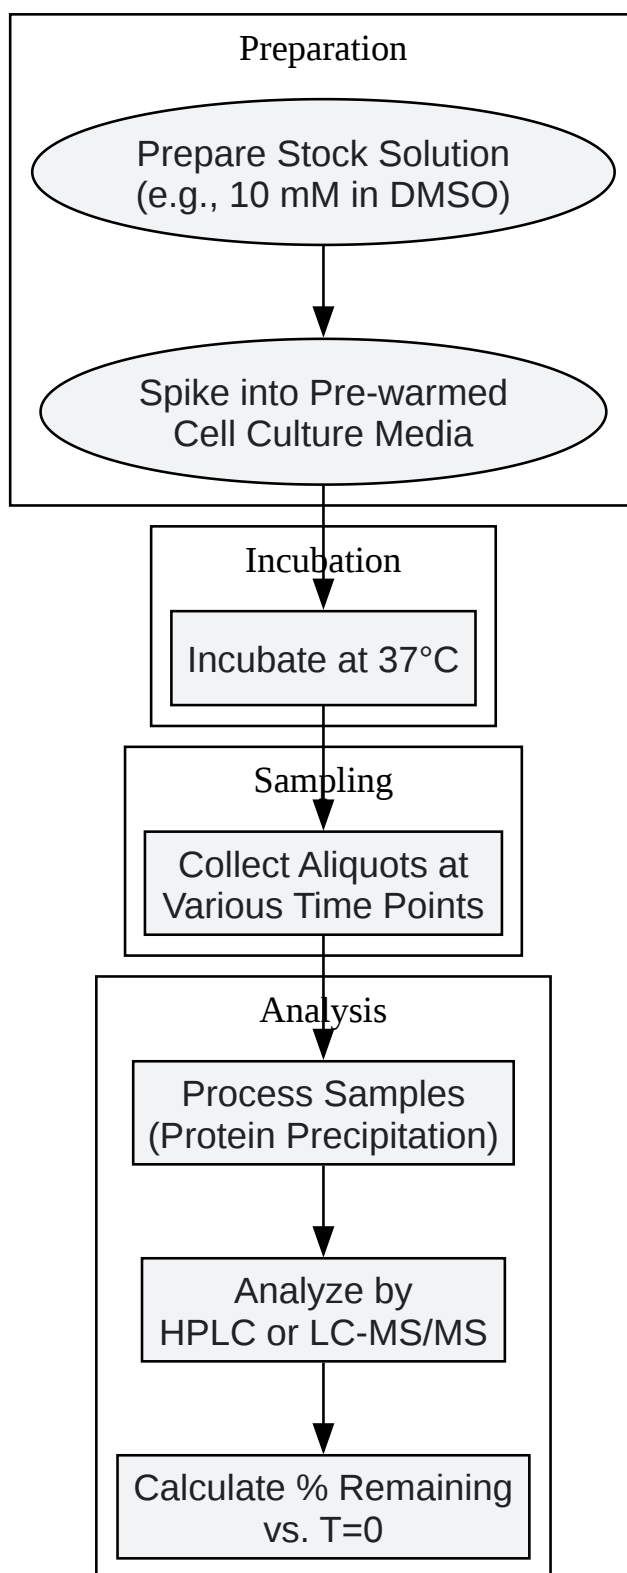 Preparation
Prepare Stock Solution
(e.g., 10 mM in DMSO)
Spike into Pre-warmed
Cell Culture Media
Incubation
Incubate at 37°C
Sampling
Collect Aliquots at
Various Time Points
Analysis
Process Samples
(Protein Precipitation)
Analyze by
HPLC or LC-MS/MS
Calculate % Remaining
vs. T=0